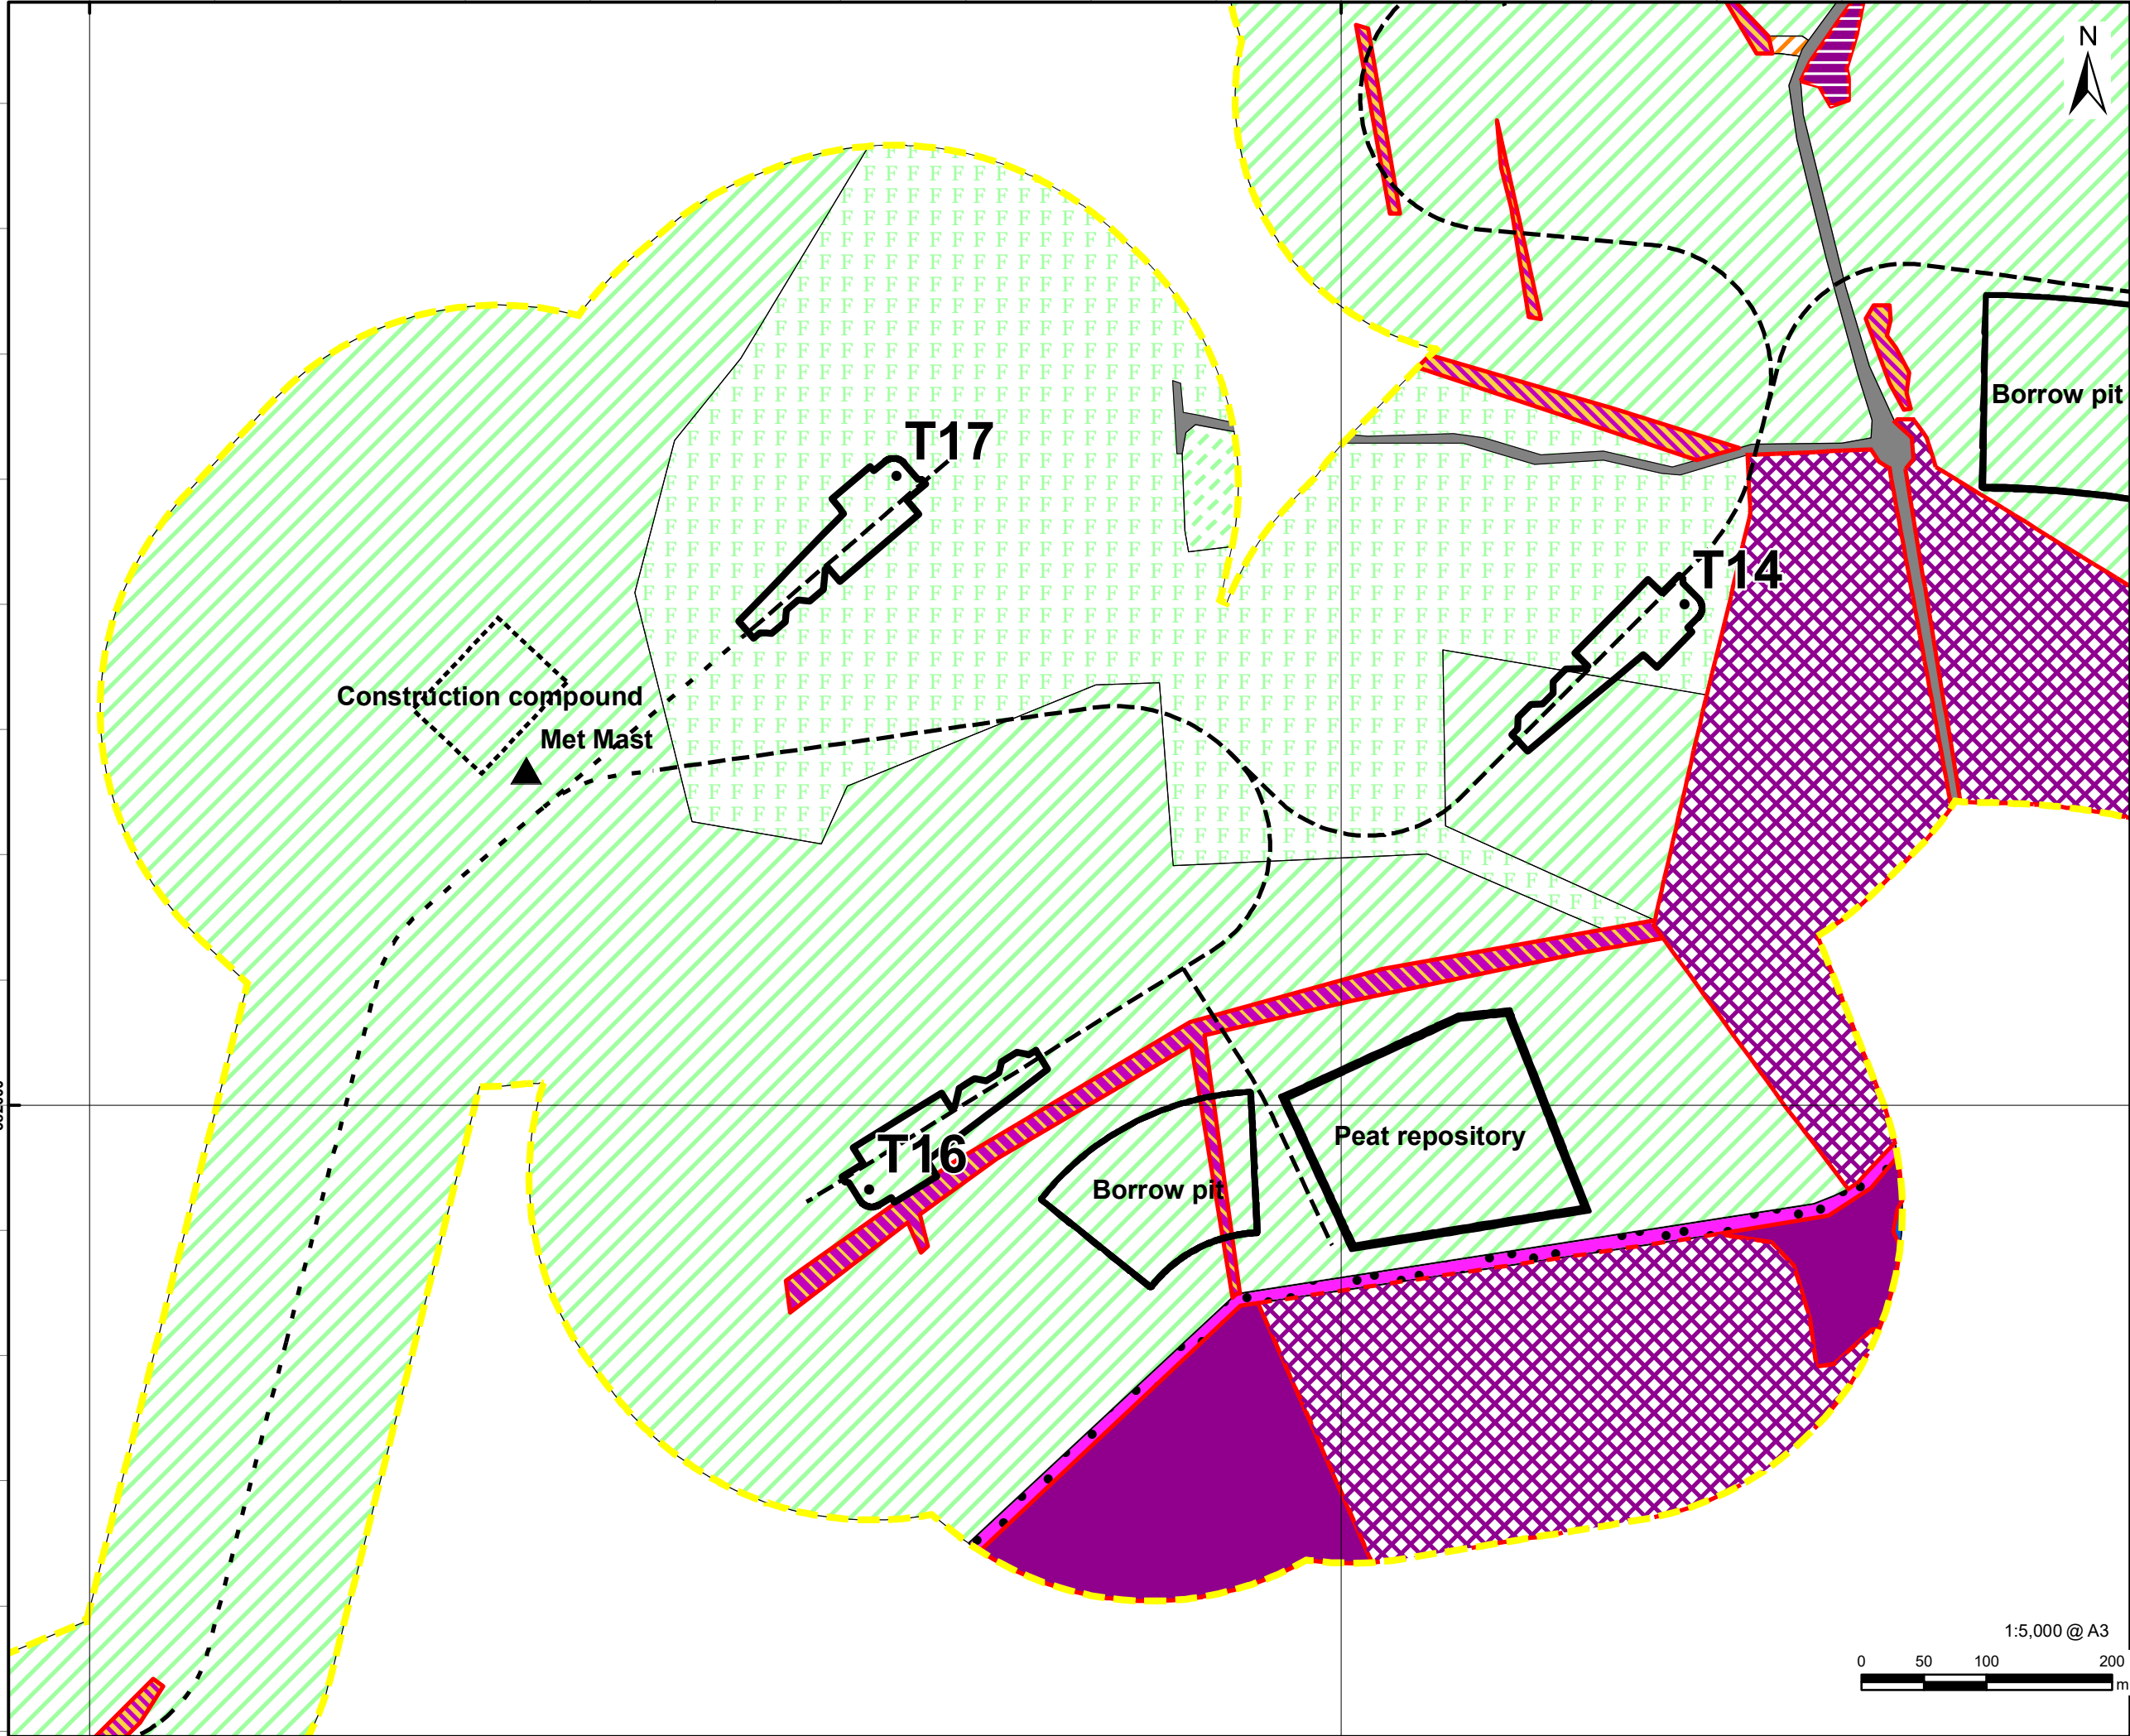 N
Borrow pit
T17
T14
Construction compound
Met Mast
Peat repository
T16
Borrow pit
1:5,000 @ A3
0 50 100 200
m